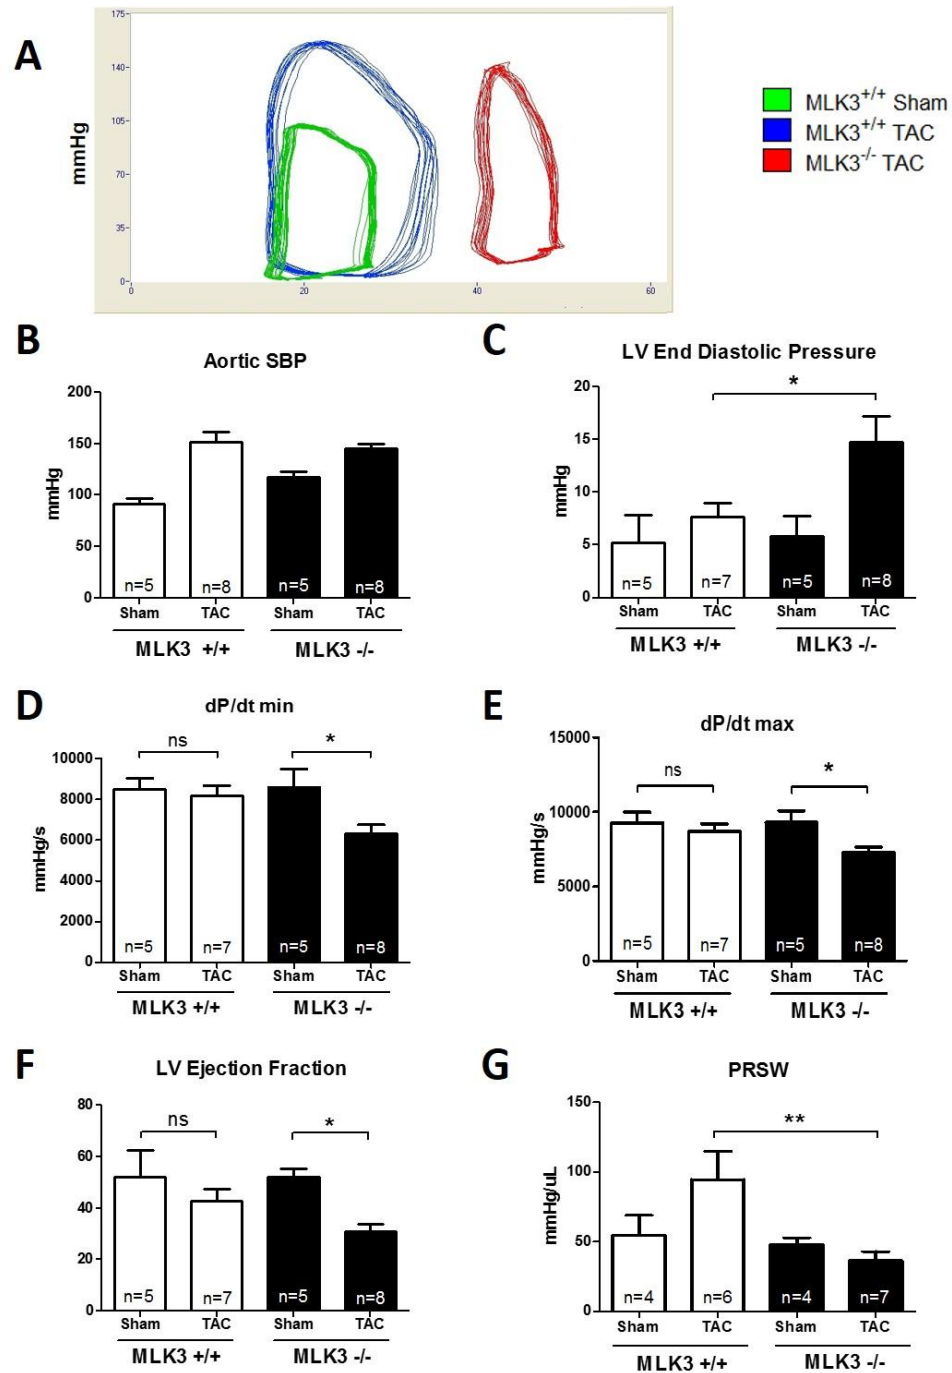 A
mmHg
175
140
105
70
35
0
0
20
40
60
MLK3+/+ Sham
MLK3+/+ TAC
MLK3-/- TAC
B
Aortic SBP
mmHg
200
150
100
50
0
n=5
n=8
n=5
n=8
Sham
TAC
Sham
TAC
MLK3 +/+
MLK3 -/-
C
LV End Diastolic Pressure
mmHg
20
15
10
5
0
*
n=5
n=7
n=5
n=8
Sham
TAC
Sham
TAC
MLK3 +/+
MLK3 -/-
D
dP/dt min
mmHg/s
10000
8000
6000
4000
2000
0
ns
*
n=5
n=7
n=5
n=8
Sham
TAC
Sham
TAC
MLK3 +/+
MLK3 -/-
E
dP/dt max
mmHg/s
15000
10000
5000
0
ns
*
n=5
n=7
n=5
n=8
Sham
TAC
Sham
TAC
MLK3 +/+
MLK3 -/-
F
LV Ejection Fraction
80
60
40
20
0
ns
*
n=5
n=7
n=5
n=8
Sham
TAC
Sham
TAC
MLK3 +/+
MLK3 -/-
G
PRSW
mmHg/uL
150
100
50
0
**
n=4
n=6
n=4
n=7
Sham
TAC
Sham
TAC
MLK3 +/+
MLK3 -/-